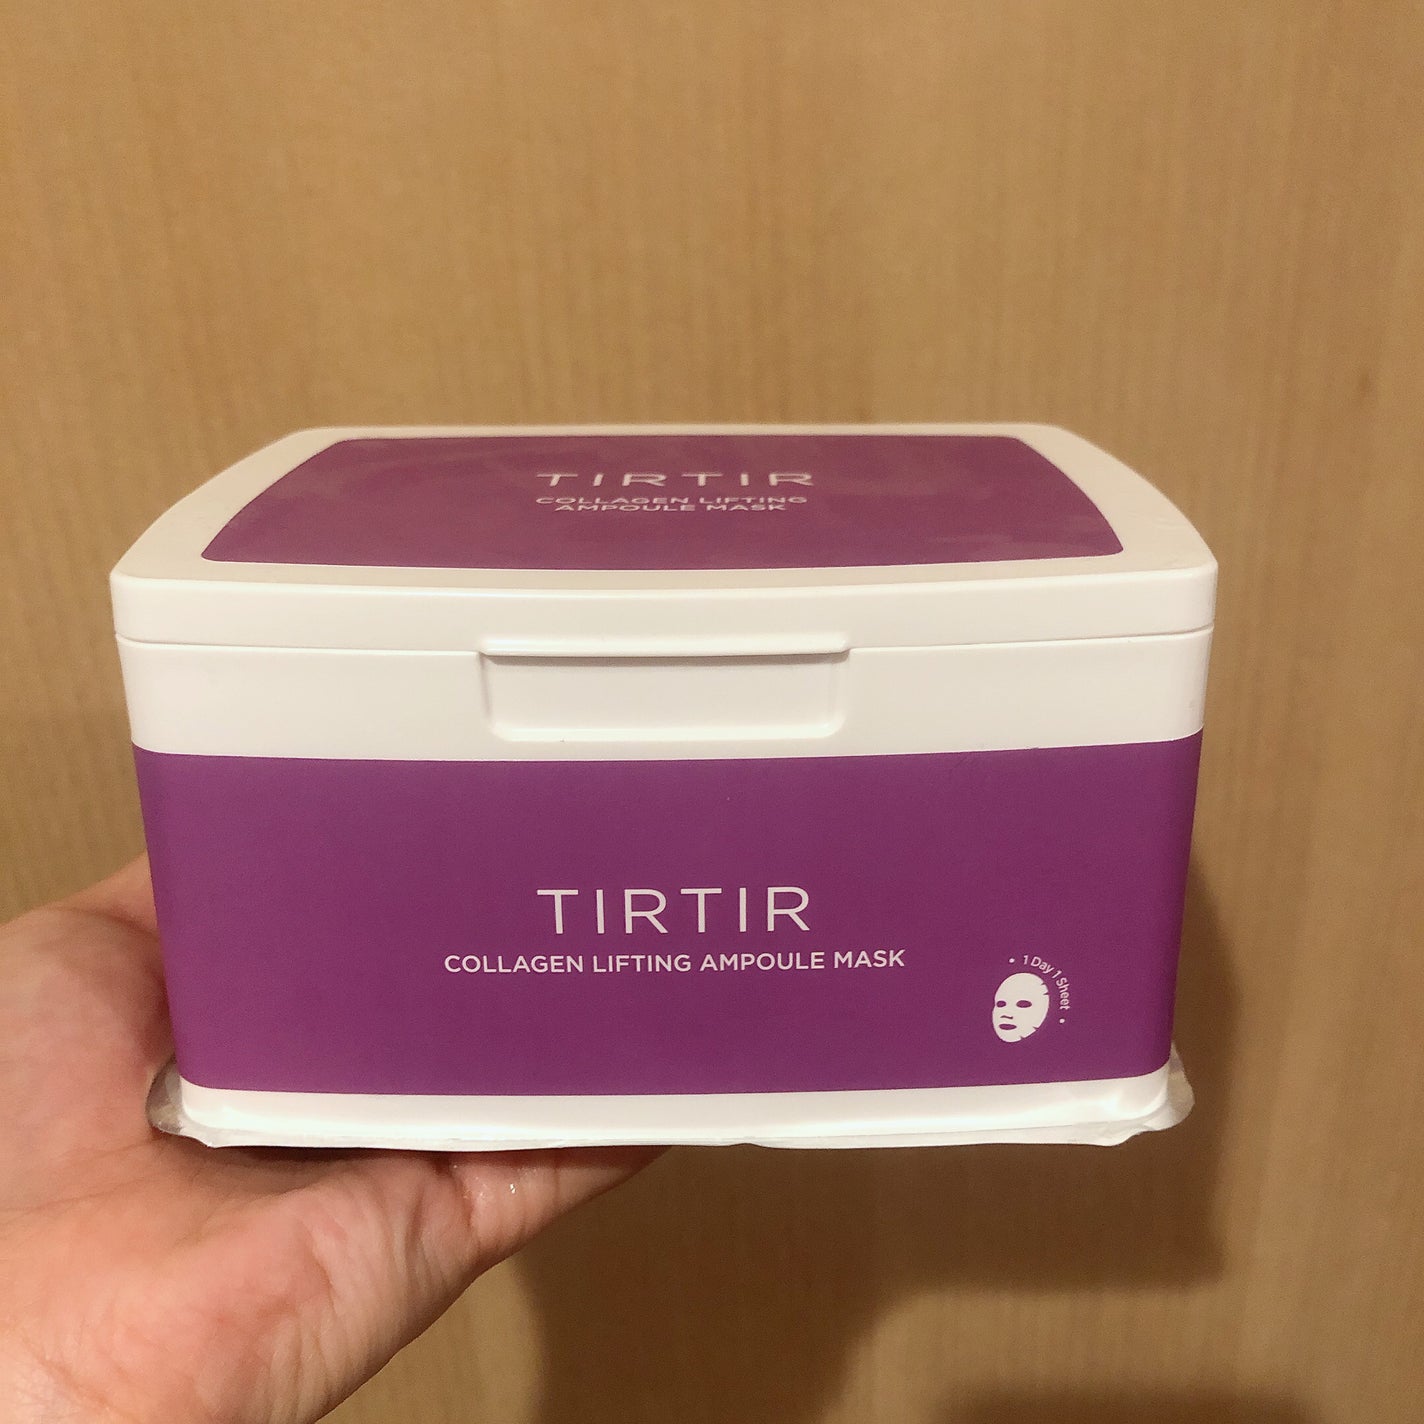 TIRTIR
COLLAGEN LIFTING
AMPOULE MASK
TIRTIR
COLLAGEN LIFTING AMPOULE MASK
• 1 Day 1 Sheet •